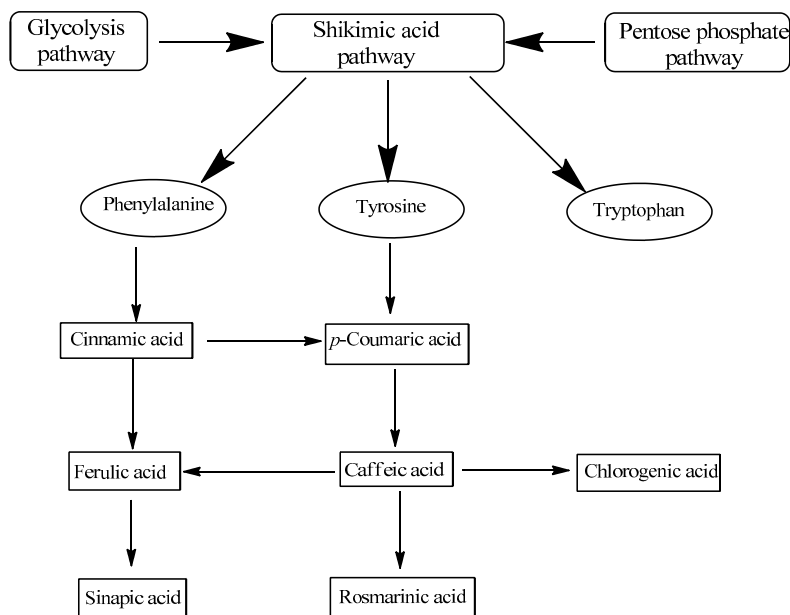 Glycolysis
pathway
Shikimic acid
pathway
Pentose phosphate
pathway
Phenylalanine
Tyrosine
Tryptophan
Cinnamic acid
p-Coumaric acid
Ferulic acid
Caffeic acid
Chlorogenic acid
Sinapic acid
Rosmarinic acid